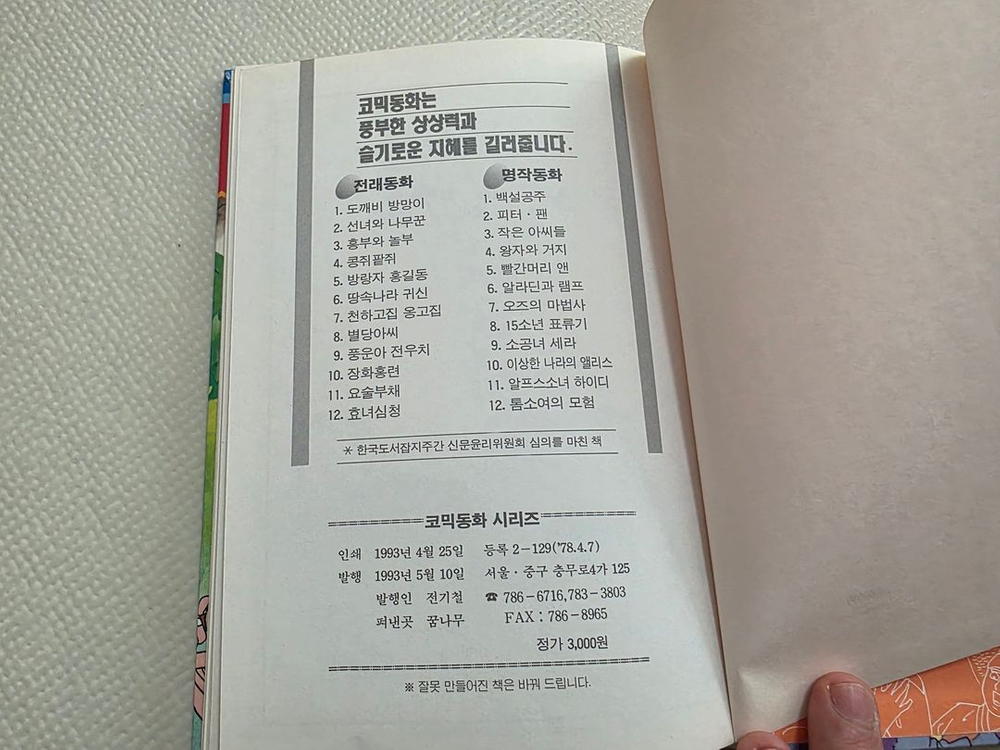 코믹동화는
풍부한 상상력과
슬기로운 지혜를 길러줍니다.
전래동화
1. 도깨비 방망이
2. 선녀와 나무꾼
3. 흥부와 놀부
4. 콩쥐팥쥐
5. 방랑자 홍길동
6. 땅속나라 귀신
7. 천하고집 옹고집
8. 별당아씨
9. 풍운아 전우치
10. 장화홍련
11. 요술부채
12. 효녀심청
명작동화
1. 백설공주
2. 피터·팬
3. 작은 아씨들
4. 왕자와 거지
5. 빨간머리 앤
6. 알라딘과 램프
7. 오즈의 마법사
8. 15소년 표류기
9. 소공녀 세라
10. 이상한 나라의 앨리스
11. 알프스소녀 하이디
12. 톰소여의 모험
* 한국도서잡지주간 신문윤리위원회 심의를 마친 책
코믹동화 시리즈
인쇄 1993년 4월 25일 등록 2-129('78.4.7)
발행 1993년 5월 10일 서울·중구 충무로4가 125
발행인 전기철 ☎ 786-6716,783-3803
펴낸곳 꿈나무 FAX : 786-8965
정가 3,000원
※ 잘못 만들어진 책은 바꿔 드립니다.